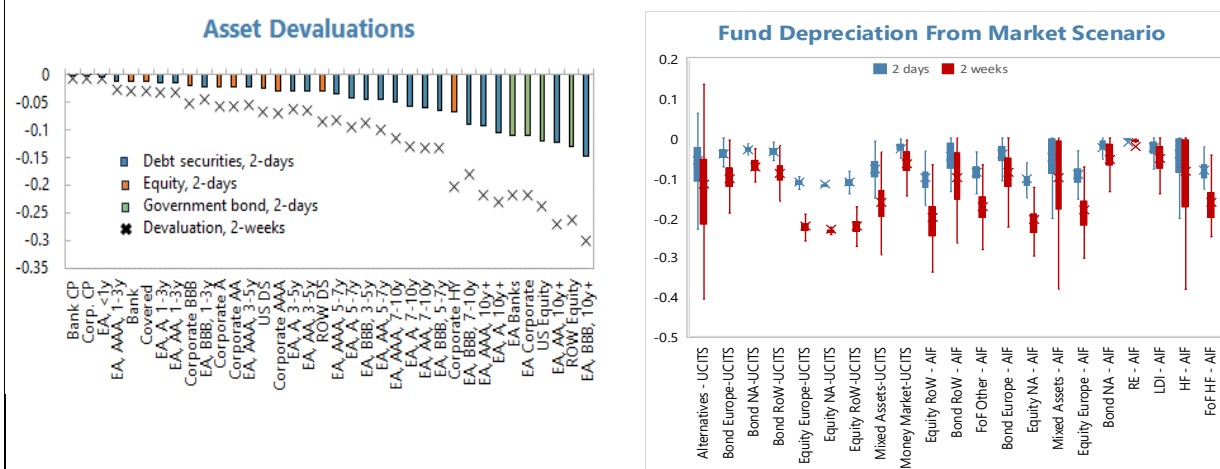 Asset Devaluations
0
-0.05
-0.1
-0.15
-0.2
-0.25
-0.3
-0.35
Debt securities, 2-days
Equity, 2-days
Government bond, 2-days
Devaluation, 2-weeks
Bank CP
Corp. CP
EA, <1y
EA, AAA, 1-3y
Bank
Covered
EA, A, 1-3y
EA, AA, 1-3y
Corporate BBB
EA, BBB, 1-3y
Corporate A
Corporate AA
EA, AAA, 3-5y
US DS
Corporate AAA
EA, A, 3-5y
EA, AA, 3-5y
ROW DS
EA, AAA, 5-7y
EA, A, 5-7y
EA, BBB, 3-5y
EA, AA, 5-7y
EA, AAA, 7-10y
EA, A, 7-10y
EA, AA, 7-10y
EA, BBB, 5-7y
Corporate HY
EA, BBB, 7-10y
EA, AAA, 10y+
EA, A, 10y+
EA Banks
EA Corporate
US Equity
EA, AA, 10y+
ROW Equity
EA, BBB, 10y+
Fund Depreciation From Market Scenario
0.2
0.1
0
-0.1
-0.2
-0.3
-0.4
-0.5
2 days
2 weeks
Alternatives - UCITS
Bond Europe-UCITS
Bond NA-UCITS
Bond RoW-UCITS
Equity Europe-UCITS
Equity NA-UCITS
Equity RoW-UCITS
Mixed Assets-UCITS
Money Market-UCITS
Equity RoW - AIF
Bond RoW - AIF
FoF Other - AIF
Bond Europe - AIF
Equity NA - AIF
Mixed Assets - AIF
Equity Europe - AIF
Bond NA - AIF
RE - AIF
LDI - AIF
HF - AIF
FoF HF - AIF